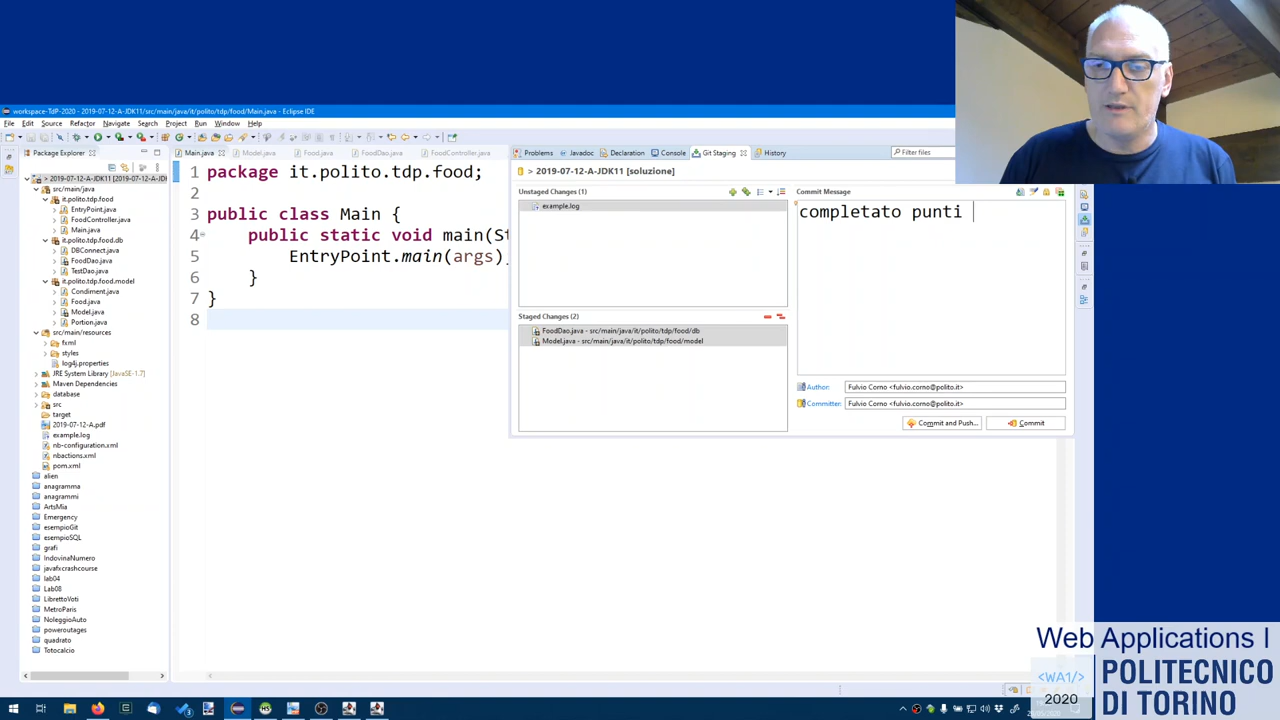 workspace-TdP-2020 - 2019-07-12-A-JDK11/src/main/java/it/polito/tdp/food/Main.java - Eclipse IDE
File Edit Source Refactor Navigate Search Project Run Window Help
Package Explorer
2019-07-12-A-JDK11 [2019-07-12-A-JD
src/main/java
it.polito.tdp.food
EntryPoint.java
FoodController.java
Main.java
it.polito.tdp.food.db
DBConnect.java
FoodDao.java
TestDao.java
it.polito.tdp.food.model
Condiment.java
Food.java
Model.java
Portion.java
src/main/resources
fxml
styles
log4j.properties
JRE System Library [JavaSE-1.7]
Maven Dependencies
database
src
target
2019-07-12-A.pdf
example.log
nb-configuration.xml
nbactions.xml
pom.xml
alien
anagramma
anagrammi
ArtsMia
Emergency
esempioGit
esempioSQL
grafi
IndovinaNumero
javafxcrashcourse
lab04
Lab08
LibrettoVoti
MetroParis
NoleggioAuto
poweroutages
quadrato
Totocalcio
Main.java Model.java Food.java FoodDao.java FoodController.java
1 package it.polito.tdp.food;
2
3 public class Main {
4 public static void main(St
5 EntryPoint.main(args)
6 }
7 }
8
Problems Javadoc Declaration Console Git Staging History Filter files
> 2019-07-12-A-JDK11 [soluzione]
Unstaged Changes (1)
example.log
Staged Changes (2)
FoodDao.java - src/main/java/it/polito/tdp/food/db
Model.java - src/main/java/it/polito/tdp/food/model
Commit Message
completato punti
Author: Fulvio Corno <fulvio.corno@polito.it>
Committer: Fulvio Corno <fulvio.corno@polito.it>
Commit and Push... Commit
Web Applications I
<WA1/>
2020
POLITECNICO
DI TORINO